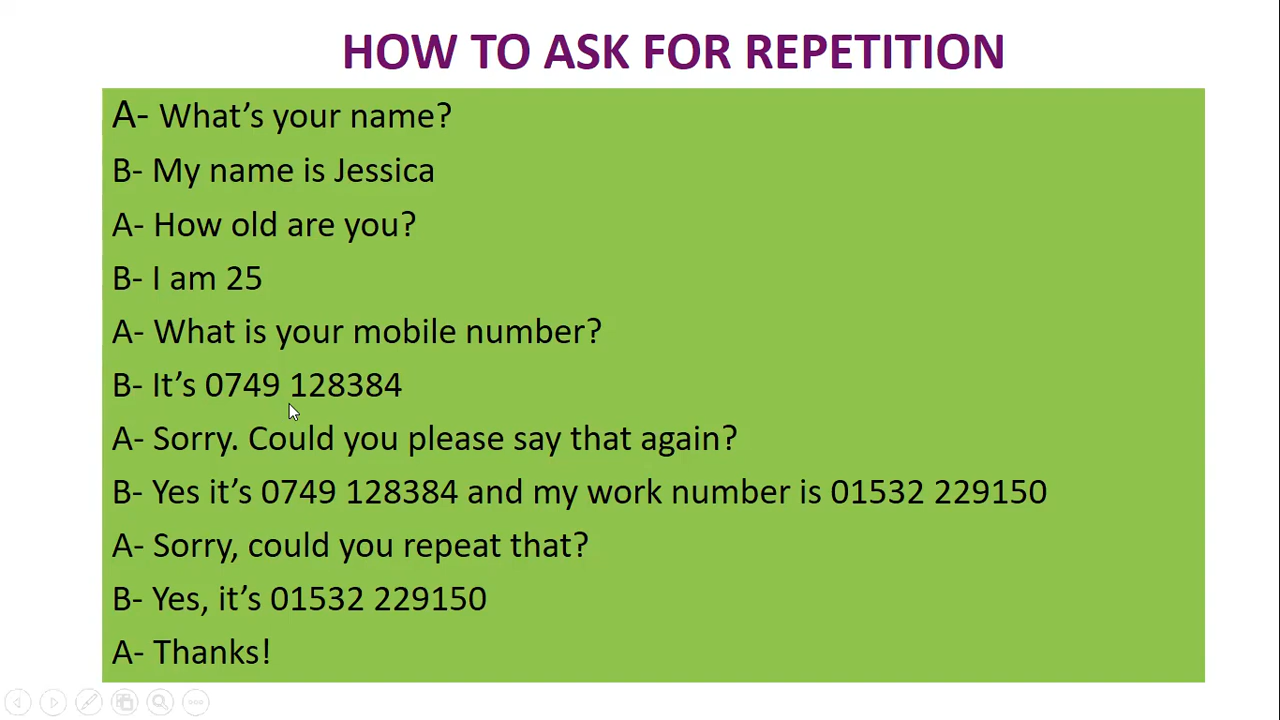 HOW TO ASK FOR REPETITION
A- What’s your name?
B- My name is Jessica
A- How old are you?
B- I am 25
A- What is your mobile number?
B- It’s 0749 128384
A- Sorry. Could you please say that again?
B- Yes it’s 0749 128384 and my work number is 01532 229150
A- Sorry, could you repeat that?
B- Yes, it’s 01532 229150
A- Thanks!